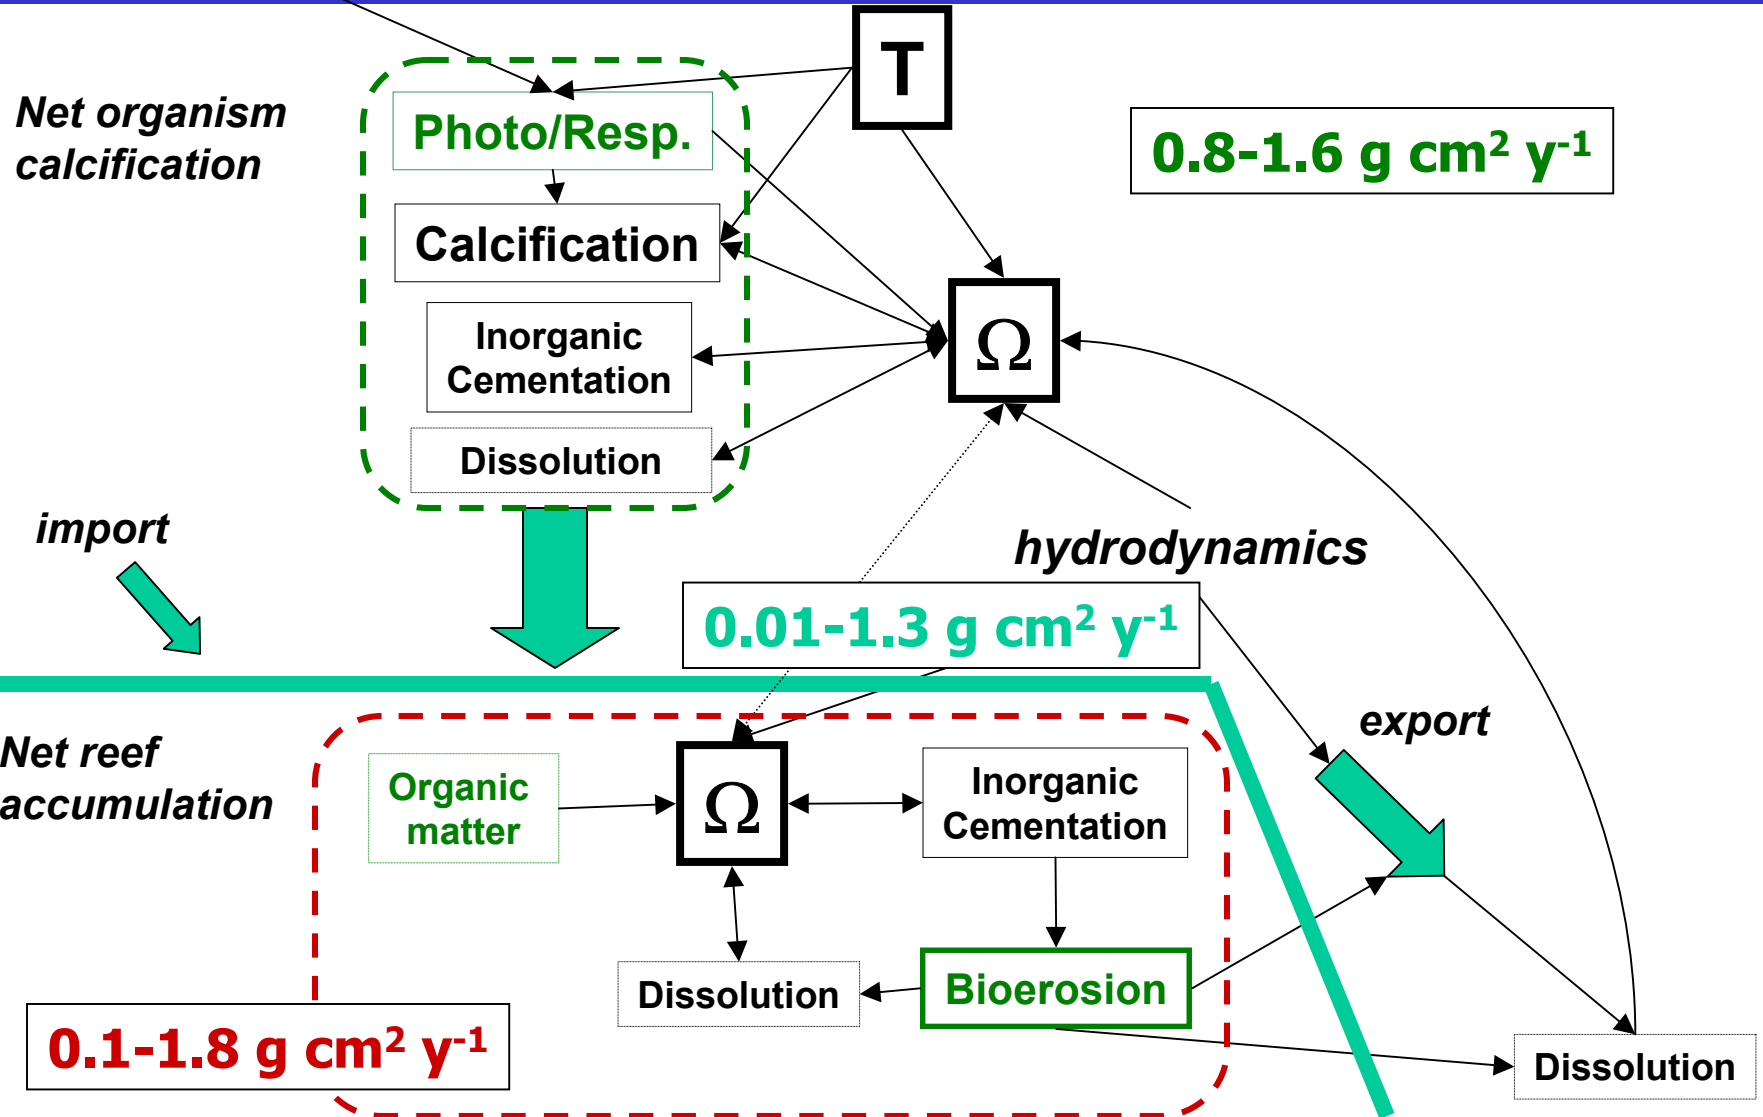 T
Net organism
calcification
Photo/Resp.
0.8-1.6 g cm² y⁻¹
Calcification
Inorganic
Cementation
Ω
Dissolution
import
hydrodynamics
0.01-1.3 g cm² y⁻¹
export
Net reef
accumulation
Organic
matter
Ω
Inorganic
Cementation
Dissolution
Bioerosion
0.1-1.8 g cm² y⁻¹
Dissolution